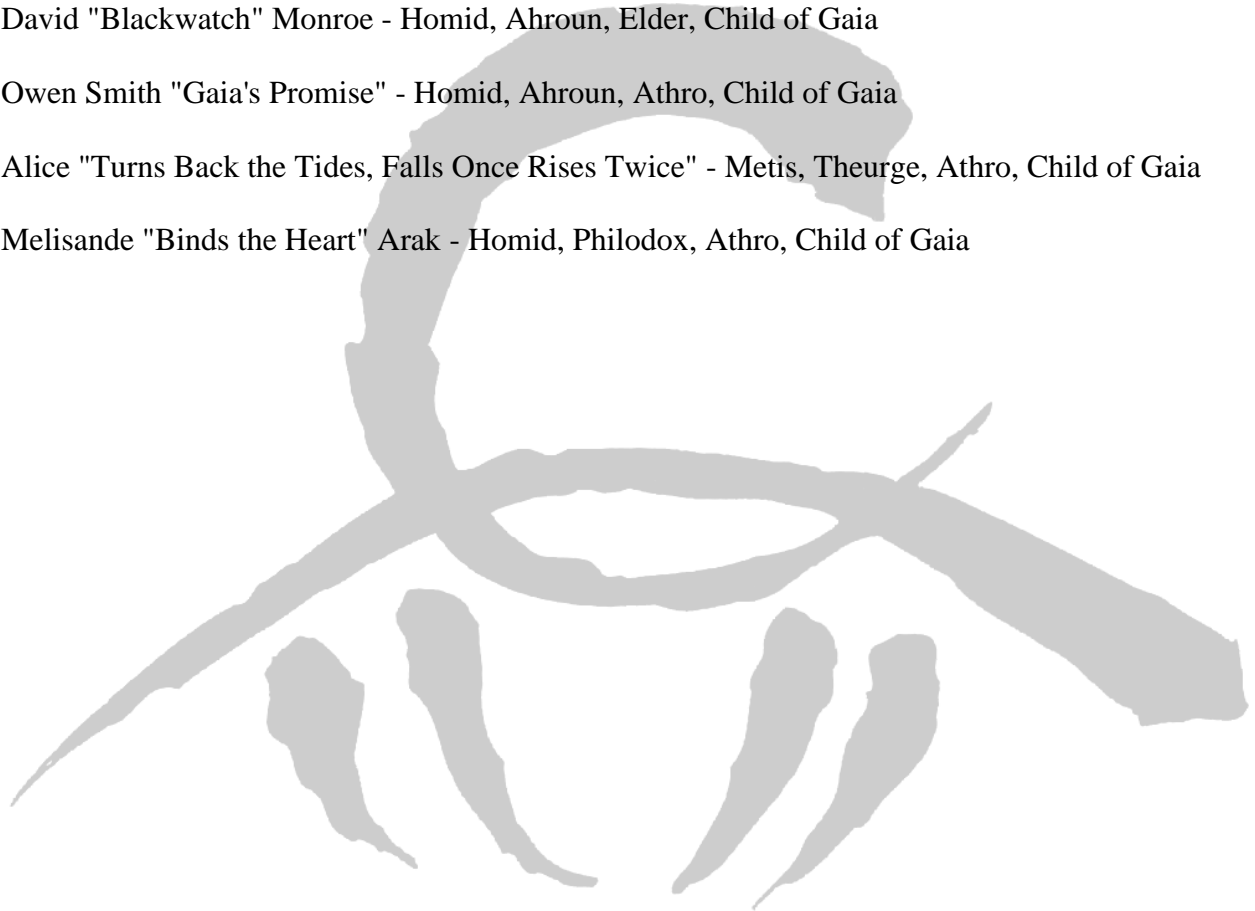 David "Blackwatch" Monroe - Homid, Ahroun, Elder, Child of Gaia
Owen Smith "Gaia's Promise" - Homid, Ahroun, Athro, Child of Gaia
Alice "Turns Back the Tides, Falls Once Rises Twice" - Metis, Theurge, Athro, Child of Gaia
Melisande "Binds the Heart" Arak - Homid, Philodox, Athro, Child of Gaia